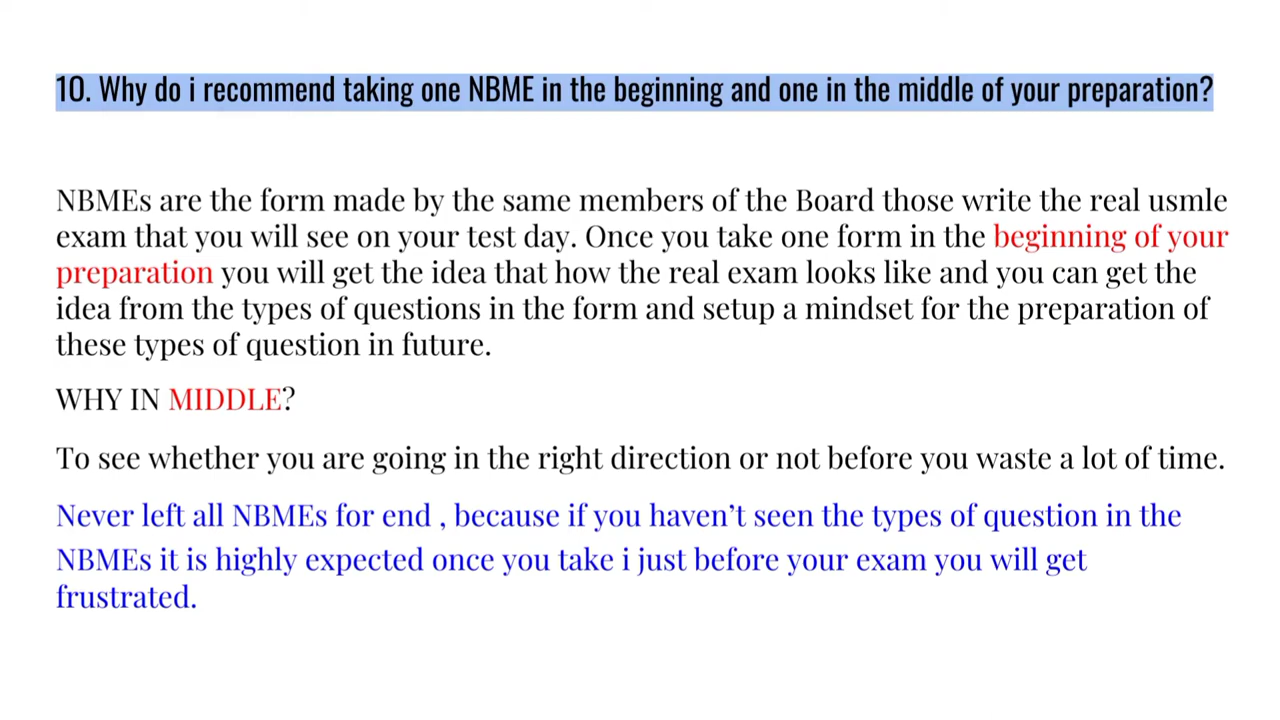 10. Why do i recommend taking one NBME in the beginning and one in the middle of your preparation?
NBMEs are the form made by the same members of the Board those write the real usmle
exam that you will see on your test day. Once you take one form in the beginning of your
preparation you will get the idea that how the real exam looks like and you can get the
idea from the types of questions in the form and setup a mindset for the preparation of
these types of question in future.
WHY IN MIDDLE?
To see whether you are going in the right direction or not before you waste a lot of time.
Never left all NBMEs for end , because if you haven’t seen the types of question in the
NBMEs it is highly expected once you take i just before your exam you will get
frustrated.